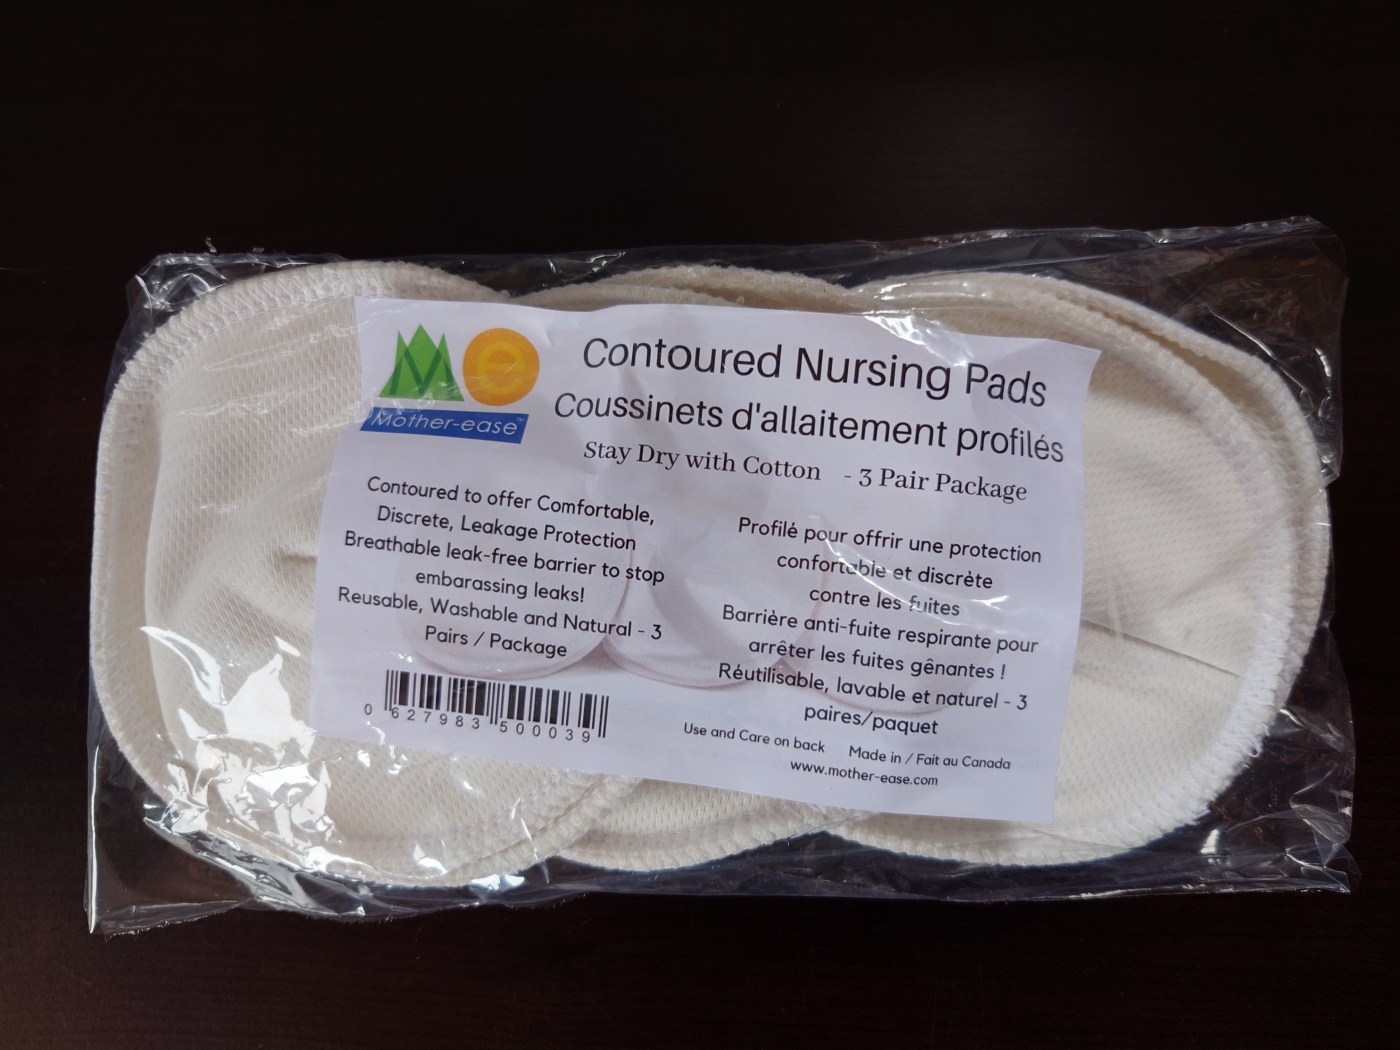 Me
Mother-ease™
Contoured Nursing Pads
Coussinets d'allaitement profilés
Stay Dry with Cotton - 3 Pair Package
Contoured to offer Comfortable,
Discrete, Leakage Protection
Breathable leak-free barrier to stop
embarassing leaks!
Reusable, Washable and Natural - 3
Pairs / Package
Profilé pour offrir une protection
confortable et discrète
contre les fuites
Barrière anti-fuite respirante pour
arrêter les fuites gênantes !
Réutilisable, lavable et naturel - 3
paires/paquet
0 627983 500039
Use and Care on back Made in / Fait au Canada
www.mother-ease.com